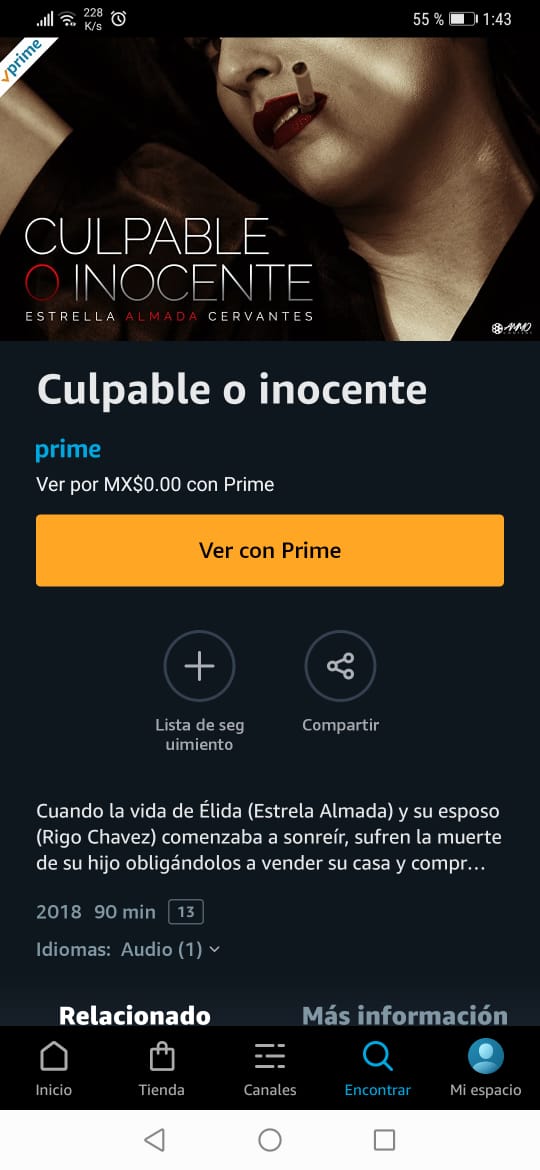 228
K/s
55 %
1:43
prime
CULPABLE
O INOCENTE
ESTRELLA ALMADA CERVANTES
Culpable o inocente
prime
Ver por MX$0.00 con Prime
Ver con Prime
Lista de seg
uimiento
Compartir
Cuando la vida de Élida (Estrela Almada) y su esposo
(Rigo Chavez) comenzaba a sonreír, sufren la muerte
de su hijo obligándolos a vender su casa y compr...
2018 90 min 13
Idiomas: Audio (1)
Relacionado Más información
Inicio Tienda Canales Encontrar Mi espacio